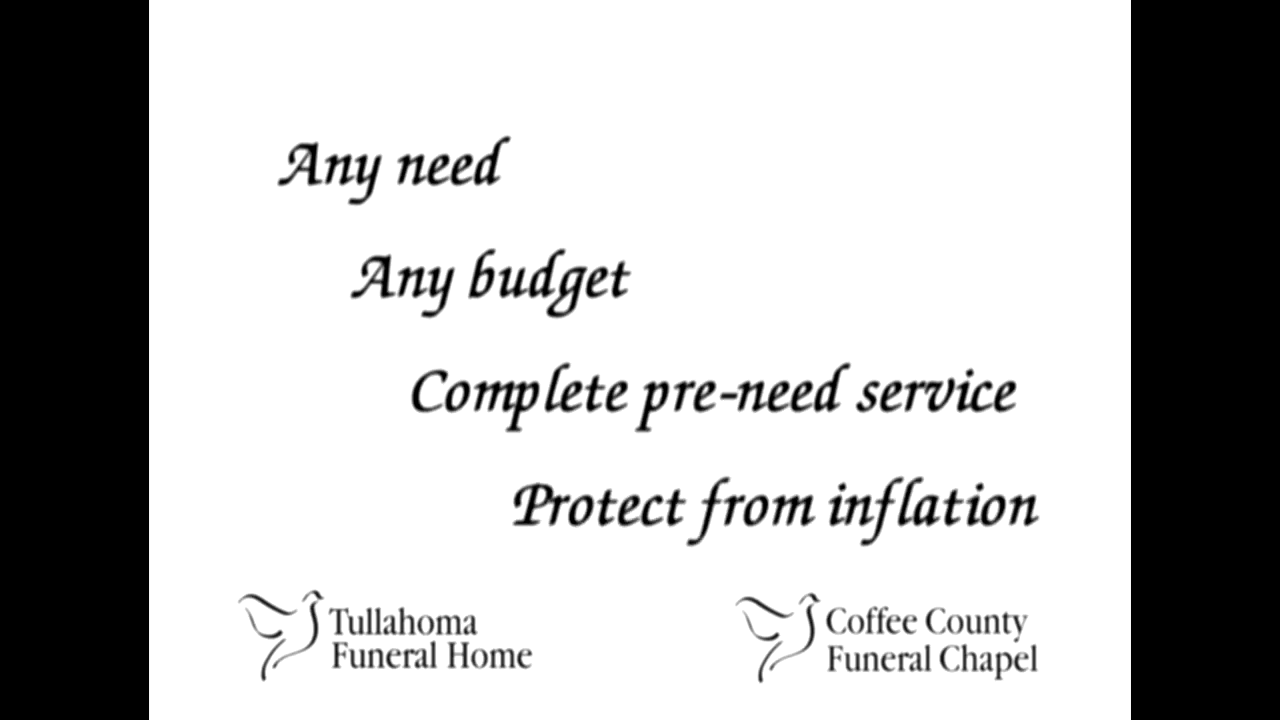 Any need
Any budget
Complete pre-need service
Protect from inflation
Tullahoma
Funeral Home
Coffee County
Funeral Chapel